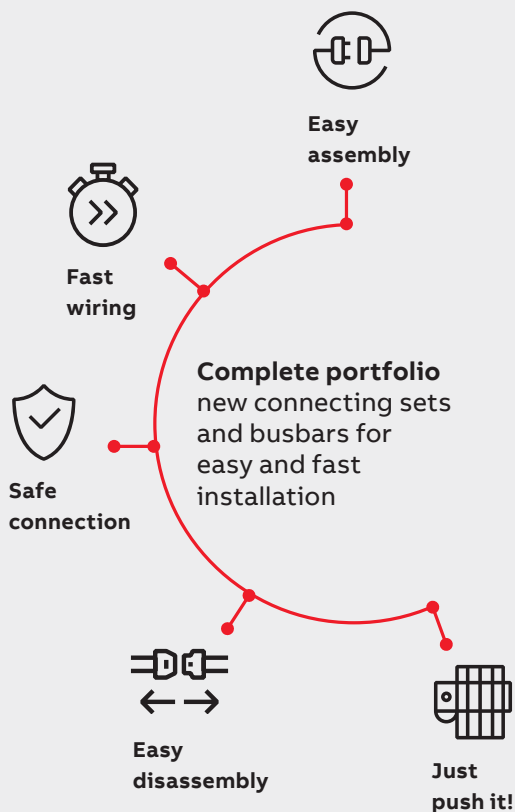 Easy
assembly
Fast
wiring
Complete portfolio
new connecting sets
and busbars for
easy and fast
installation
Safe
connection
Easy
disassembly
Just
push it!